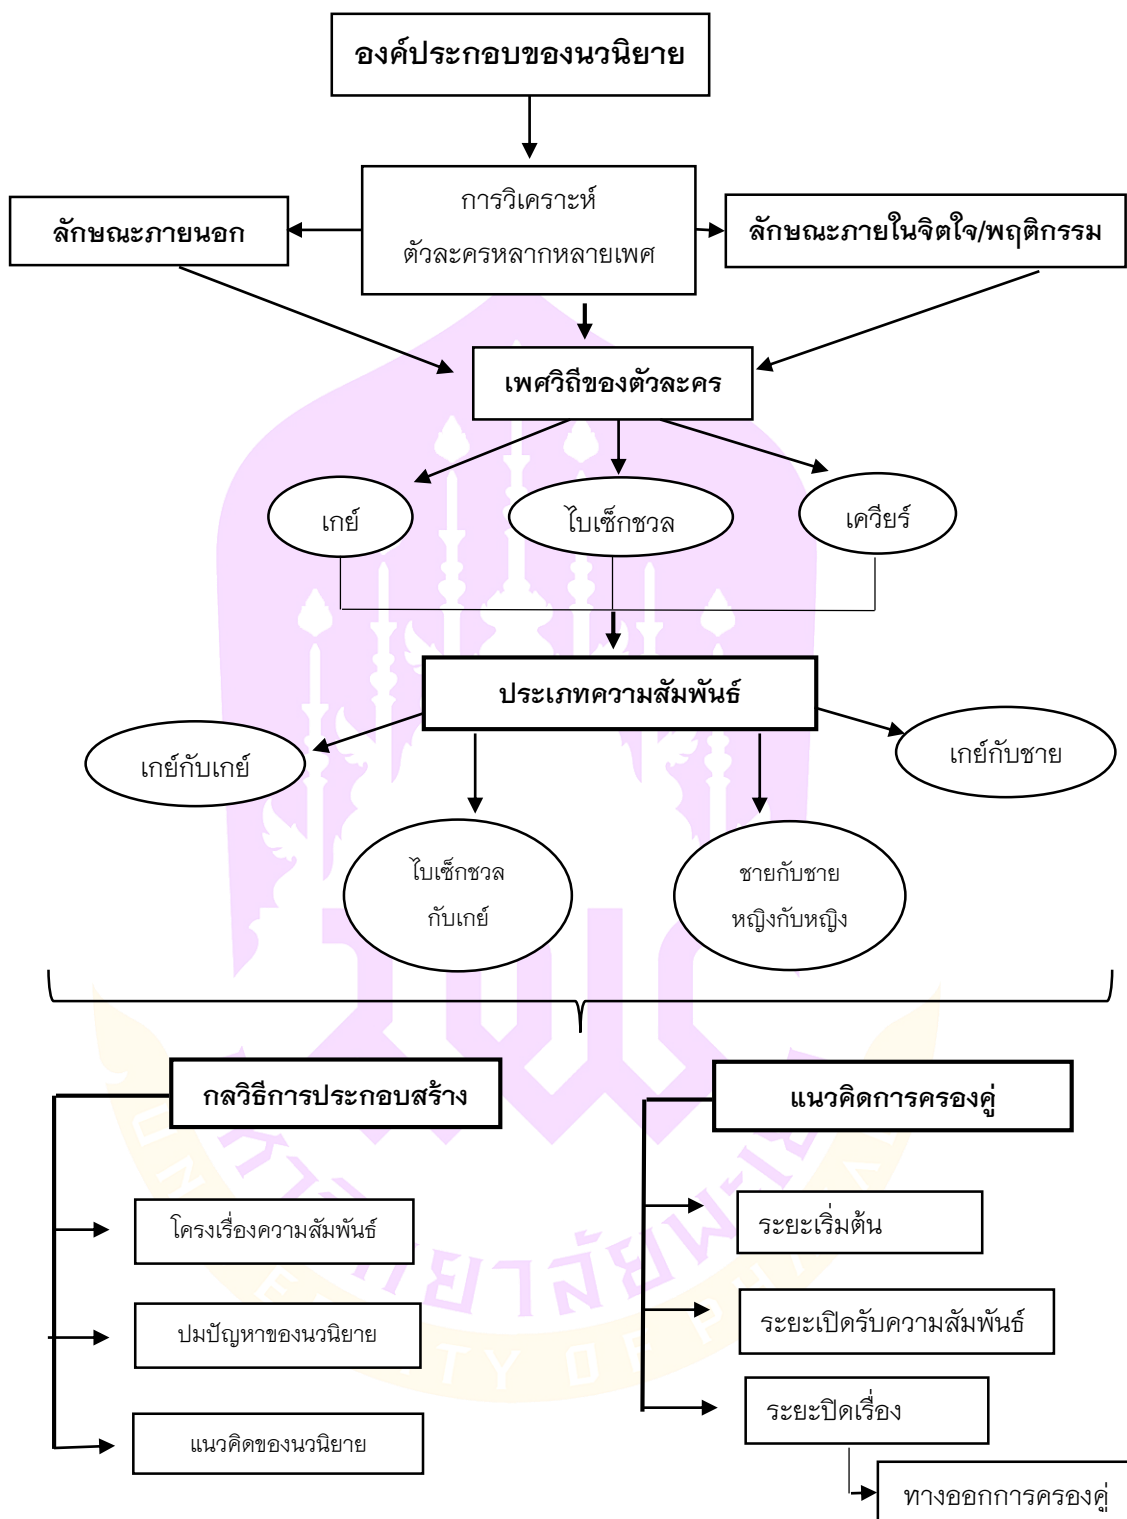 องค์ประกอบของนวนิยาย
การวิเคราะห์
ตัวละครหลากหลายเพศ
ลักษณะภายนอก
ลักษณะภายในจิตใจ/พฤติกรรม
เพศวิถีของตัวละคร
เกย์
ไบเซ็กชวล
เควียร์
ประเภทความสัมพันธ์
เกย์กับเกย์
เกย์กับชาย
ไบเซ็กชวล
กับเกย์
ชายกับชาย
หญิงกับหญิง
กลวิธีการประกอบสร้าง
แนวคิดการครองคู่
โครงเรื่องความสัมพันธ์
ปมปัญหาของนวนิยาย
แนวคิดของนวนิยาย
ระยะเริ่มต้น
ระยะเปิดรับความสัมพันธ์
ระยะปิดเรื่อง
ทางออกการครองคู่